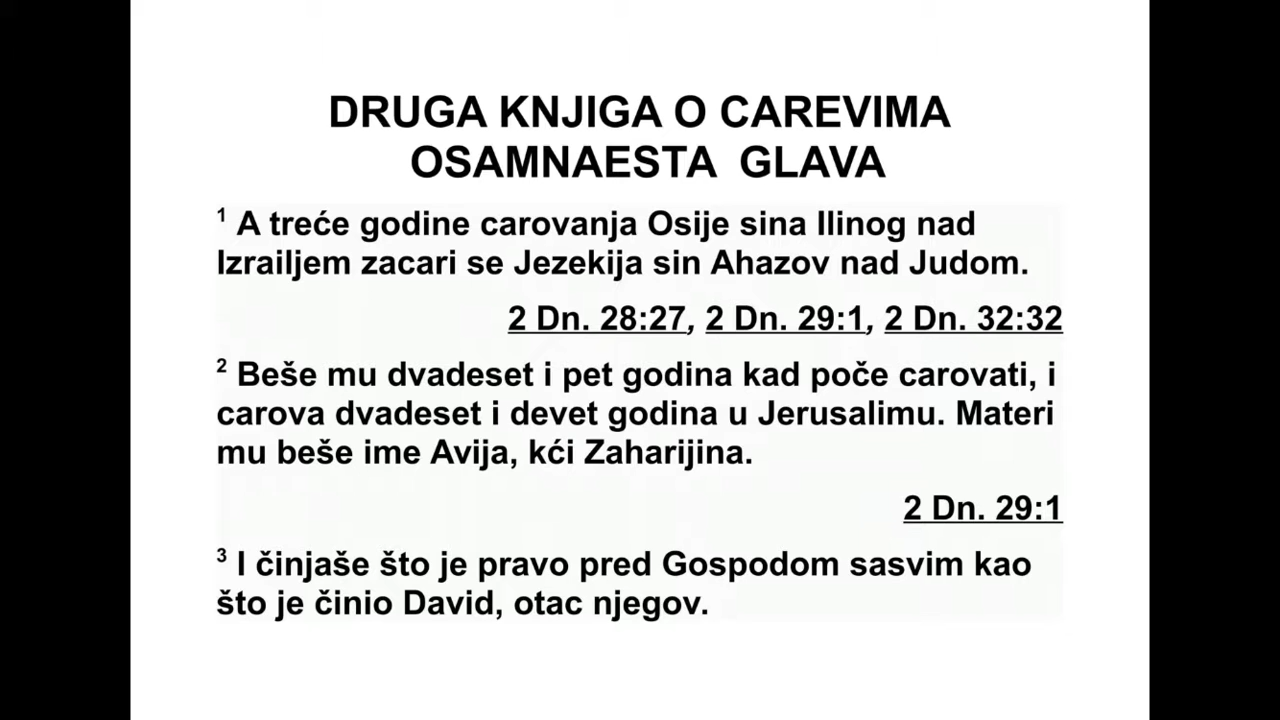 DRUGA KNJIGA O CAREVIMA
OSAMNAESTA GLAVA
1 A treće godine carovanja Osije sina Ilinog nad
Izrailjem zacari se Jezekija sin Ahazov nad Judom.
2 Dn. 28:27, 2 Dn. 29:1, 2 Dn. 32:32
2 Beše mu dvadeset i pet godina kad poče carovati, i
carova dvadeset i devet godina u Jerusalimu. Materi
mu beše ime Avija, kći Zaharijina.
2 Dn. 29:1
3 I činjaše što je pravo pred Gospodom sasvim kao
što je činio David, otac njegov.